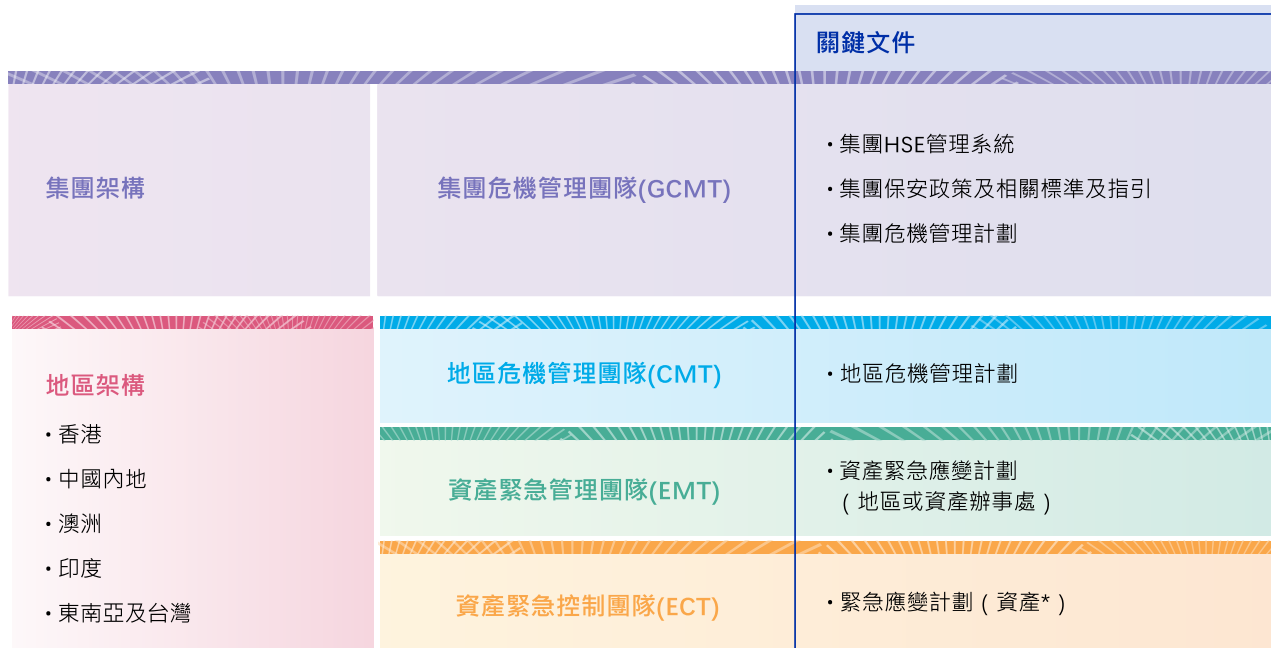 關鍵文件
集團架構
集團危機管理團隊(GCMT)
・集團HSE管理系統
・集團保安政策及相關標準及指引
・集團危機管理計劃
地區架構
・香港
・中國內地
・澳洲
・印度
・東南亞及台灣
地區危機管理團隊(CMT)
・地區危機管理計劃
資產緊急管理團隊(EMT)
・資產緊急應變計劃
（地區或資產辦事處）
資產緊急控制團隊(ECT)
・緊急應變計劃（資產*）